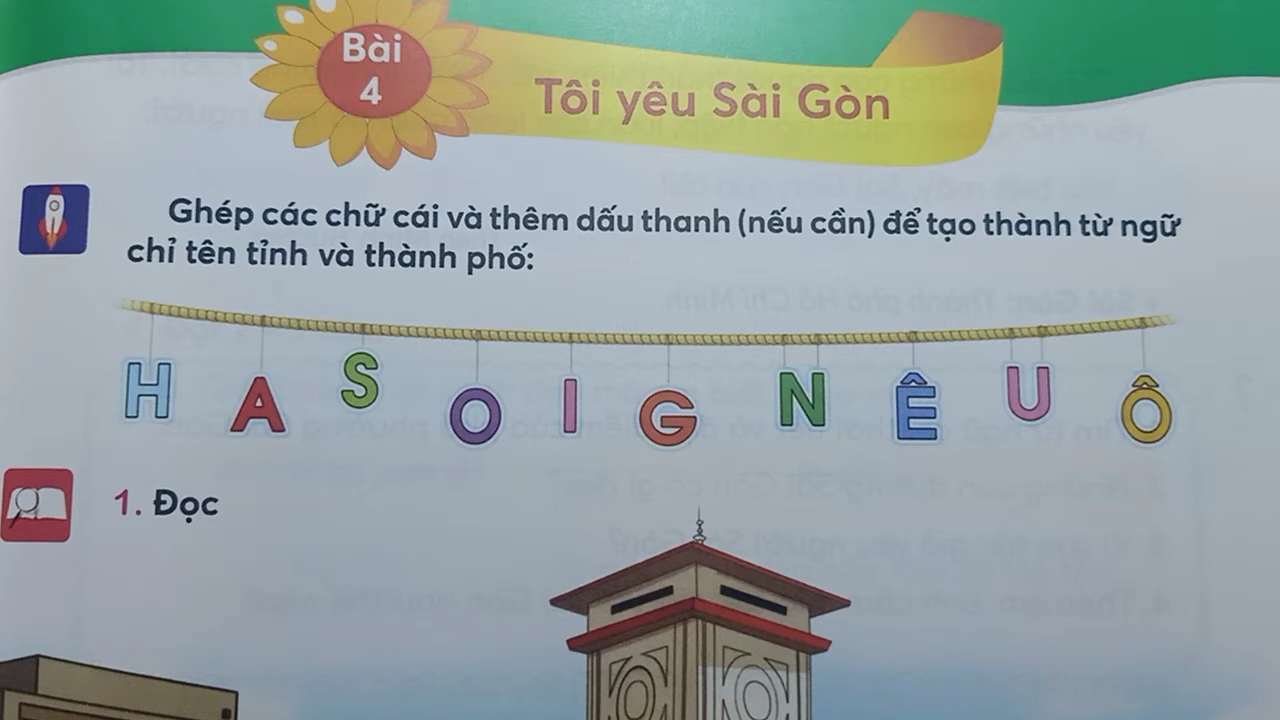 Bài
4
Tôi yêu Sài Gòn
Ghép các chữ cái và thêm dấu thanh (nếu cần) để tạo thành từ ngữ
chỉ tên tỉnh và thành phố:
H A S O I G N Ê U Ô
1. Đọc